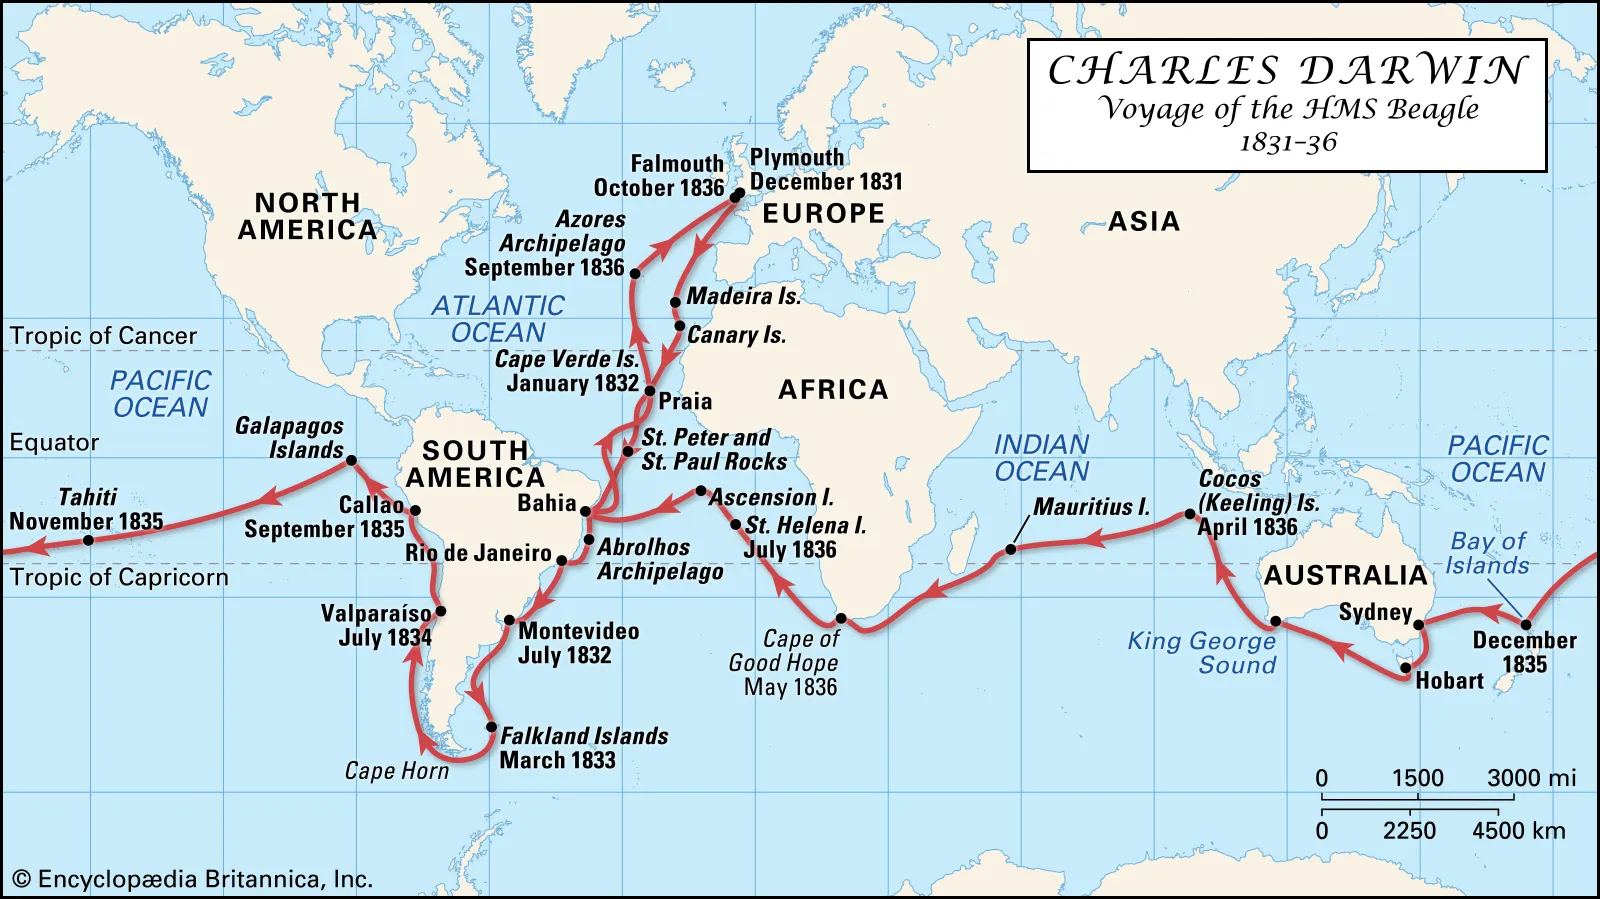 CHARLES DARWIN
Voyage of the HMS Beagle
1831–36
Falmouth
October 1836
Plymouth
December 1831
NORTH
AMERICA
EUROPE
ASIA
Azores
Archipelago
September 1836
ATLANTIC
OCEAN
Madeira Is.
Canary Is.
Tropic of Cancer
Cape Verde Is.
January 1832
PACIFIC
OCEAN
AFRICA
Praia
Galapagos
Islands
Equator
SOUTH
AMERICA
St. Peter and
St. Paul Rocks
INDIAN
OCEAN
PACIFIC
OCEAN
Tahiti
November 1835
Callao
September 1835
Bahia
Ascension I.
St. Helena I.
July 1836
Mauritius I.
Cocos
(Keeling) Is.
April 1836
Rio de Janeiro
Abrolhos
Archipelago
Bay of
Islands
Tropic of Capricorn
AUSTRALIA
Valparaíso
July 1834
Montevideo
July 1832
Cape of
Good Hope
May 1836
King George
Sound
Sydney
December
1835
Hobart
Falkland Islands
March 1833
Cape Horn
0 1500 3000 mi
0 2250 4500 km
© Encyclopædia Britannica, Inc.